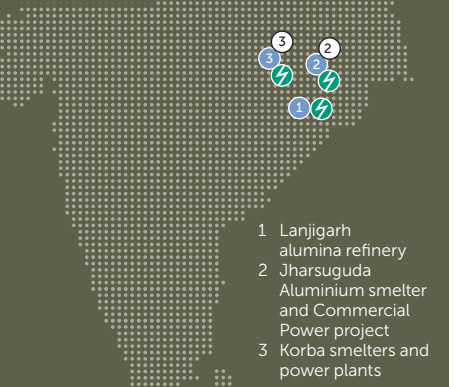 3
3
2
2
1
1 Lanjigarh
alumina refinery
2 Jharsuguda
Aluminium smelter
and Commercial
Power project
3 Korba smelters and
power plants